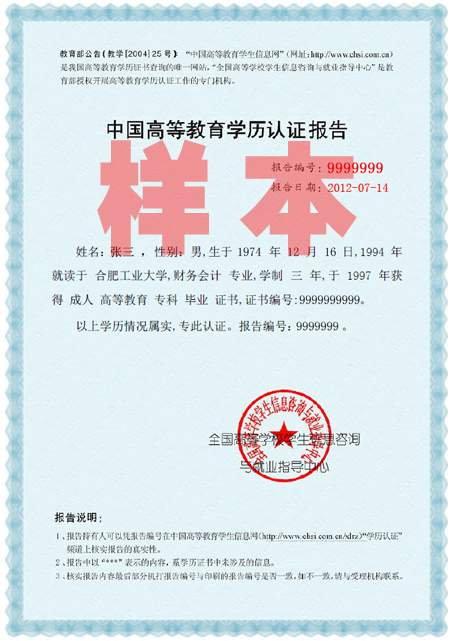 教育部公告(教学[2004]25号) “中国高等教育学生信息网”(网址:http://www.chsi.com.cn)
是我国高等教育学历证书查询的唯一网站,“全国高等学校学生信息咨询与就业指导中心”是教
育部授权开展高等教育学历认证工作的专门机构。
中国高等教育学历认证报告
样本
报告编号: 9999999
报告日期: 2012-07-14
姓名: 张三 , 性别: 男,生于 1974 年 12 月 16 日,1994 年
就读于 合肥工业大学,财务会计 专业,学制 三 年,于 1997 年获
得 成人 高等教育 专科 毕业 证书,证书编号:9999999999。
以上学历情况属实,专此认证。报告编号: 9999999 。
全国高等学校学生信息咨询与就业指导中心
全国高等学校学生信息咨询
与就业指导中心
报告说明:
1、报告持有人可以凭报告编号在中国高等教育学生信息网(http://www.chsi.com.cn/drz)“学历认证”
频道上核实报告的真实性。
2、报告中以“***”表示的内容,系学历证书中未涉及的信息。
3、核实报告内容最后部分机打报告编号与印刷的报告编号是否一致,如不一致,请与受理机构联系。